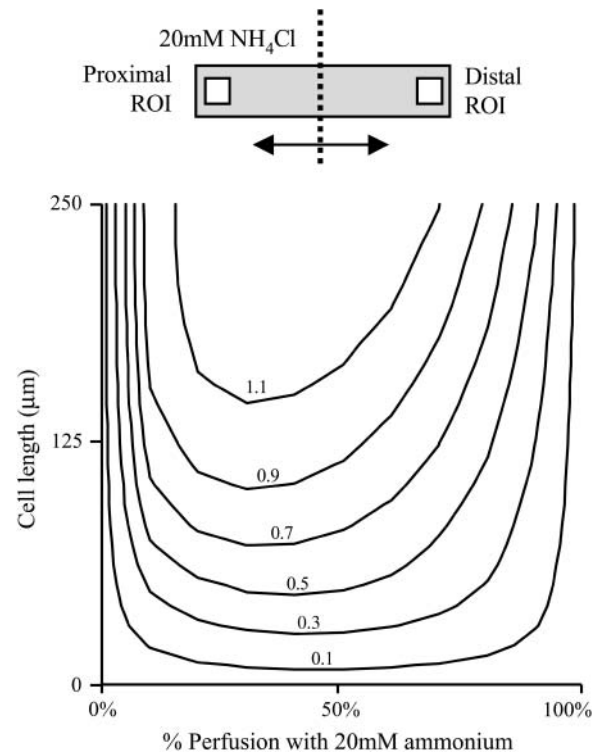 20mM NH₄Cl
Proximal
ROI
Distal
ROI
250
125
0
Cell length (µm)
1.1
0.9
0.7
0.5
0.3
0.1
0%
50%
100%
% Perfusion with 20mM ammonium